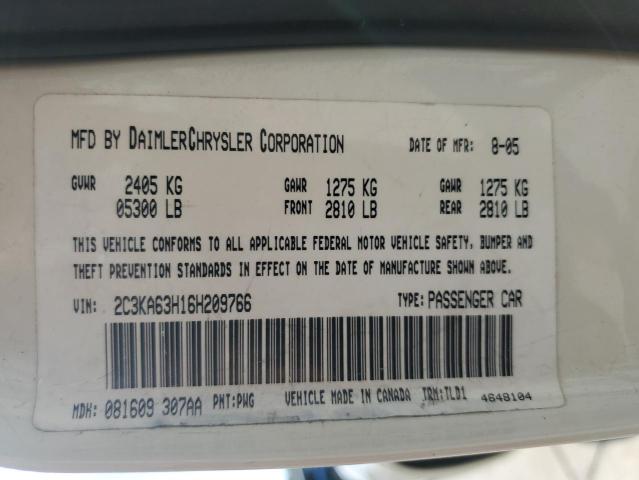 MFD BY DAIMLERCHRYSLER CORPORATION DATE OF MFR: 8-05
GVWR 2405 KG GAWR 1275 KG GAWR 1275 KG
05300 LB FRONT 2810 LB REAR 2810 LB
THIS VEHICLE CONFORMS TO ALL APPLICABLE FEDERAL MOTOR VEHICLE SAFETY, BUMPER AND
THEFT PREVENTION STANDARDS IN EFFECT ON THE DATE OF MANUFACTURE SHOWN ABOVE.
VIN: 2C3KA63H16H209766 TYPE: PASSENGER CAR
MDH: 081609 307AA PNT:PWG VEHICLE MADE IN CANADA TRM:TLD1 4648104